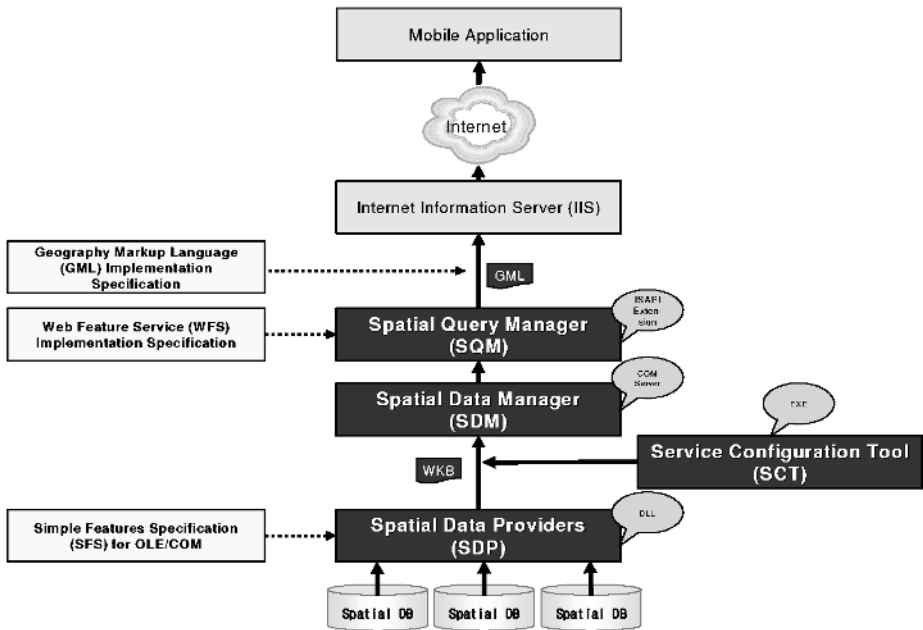 Mobile Application
Internet
Internet Information Server (IIS)
Geography Markup Language
(GML) Implementation
Specification
GML
ISAPI
Exten-
sion
Web Feature Service (WFS)
Implementation Specification
Spatial Query Manager
(SQM)
COM
Server
Spatial Data Manager
(SDM)
EXE
WKB
Service Configuration Tool
(SCT)
Simple Features Specification
(SFS) for OLE/COM
Spatial Data Providers
(SDP)
DLL
Spatial DB
Spatial DB
Spatial DB